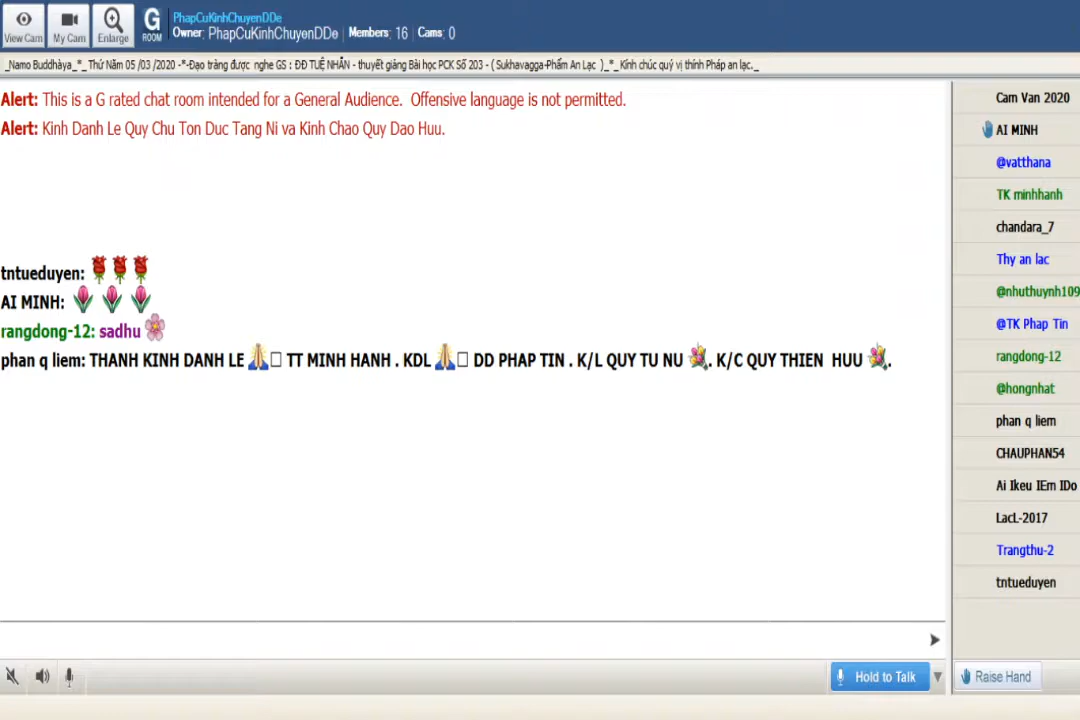 View Cam
My Cam
Enlarge
G
ROOM
PhapCuKinhChuyenDDe
Owner: PhapCuKinhChuyenDDe Members: 16 Cams: 0
_Namo Buddhàya_*_ Thứ Năm 05 /03 /2020 -*-Đạo tràng được nghe GS : ĐĐ TUỆ NHẪN - thuyết giảng Bài học PCK Số 203 - ( Sukhavagga-Phẩm An Lạc )_*_Kính chúc quý vị thính Pháp an lạc._
Alert: This is a G rated chat room intended for a General Audience. Offensive language is not permitted.
Alert: Kinh Danh Le Quy Chu Ton Duc Tang Ni va Kinh Chao Quy Dao Huu.
tntueduyen:
AI MINH:
rangdong-12: sadhu
phan q liem: THANH KINH DANH LE TT MINH HANH . KDL DD PHAP TIN . K/L QUY TU NU . K/C QUY THIEN HUU .
Cam Van 2020
AI MINH
@vatthana
TK minhhanh
chandara_7
Thy an lac
@nhuthuynh109
@TK Phap Tin
rangdong-12
@hongnhat
phan q liem
CHAUPHAN54
Ai Ikeu IEm IDo
LacL-2017
Trangthu-2
tntueduyen
Hold to Talk
Raise Hand